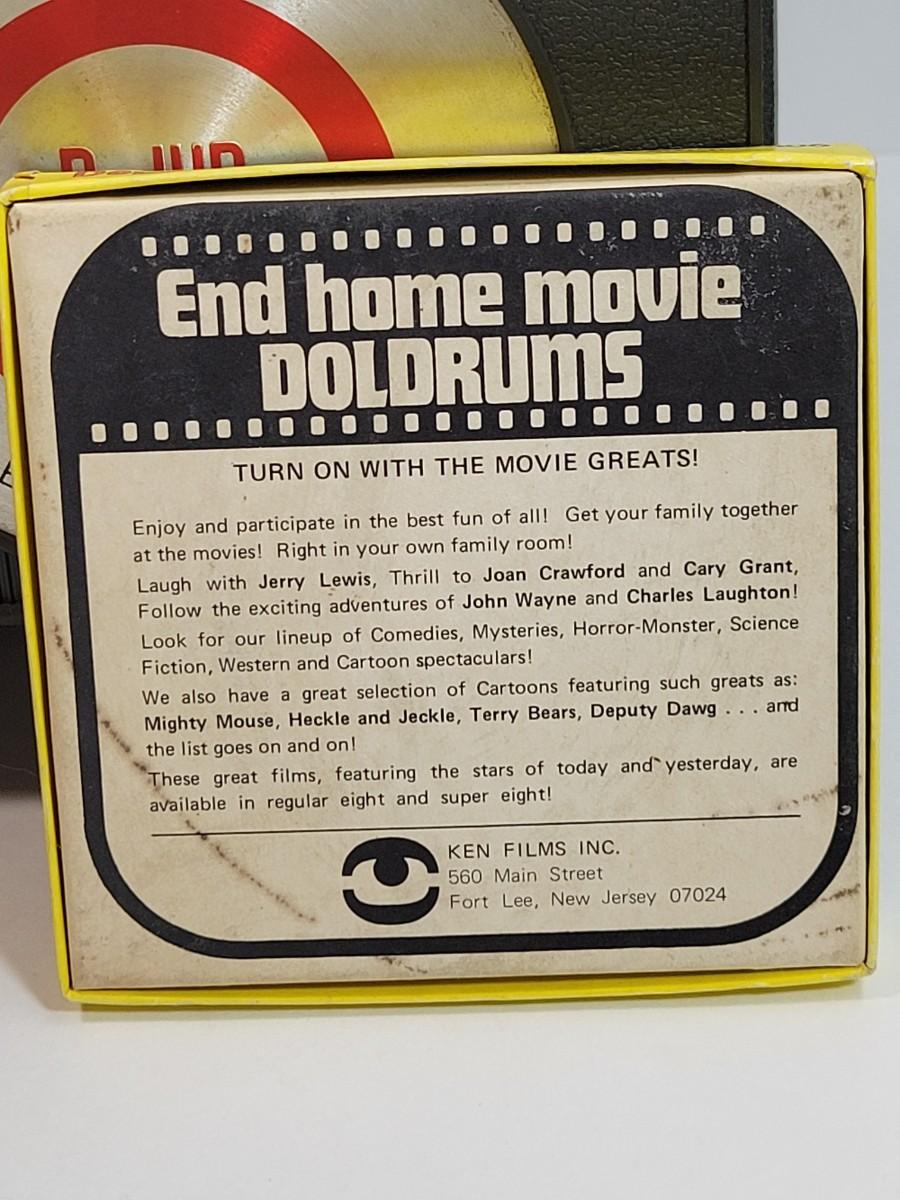 End home movie
DOLDRUMS
TURN ON WITH THE MOVIE GREATS!
Enjoy and participate in the best fun of all! Get your family together
at the movies! Right in your own family room!
Laugh with Jerry Lewis, Thrill to Joan Crawford and Cary Grant,
Follow the exciting adventures of John Wayne and Charles Laughton!
Look for our lineup of Comedies, Mysteries, Horror-Monster, Science
Fiction, Western and Cartoon spectaculars!
We also have a great selection of Cartoons featuring such greats as:
Mighty Mouse, Heckle and Jeckle, Terry Bears, Deputy Dawg . . . and
the list goes on and on!
These great films, featuring the stars of today and yesterday, are
available in regular eight and super eight!
KEN FILMS INC.
560 Main Street
Fort Lee, New Jersey 07024